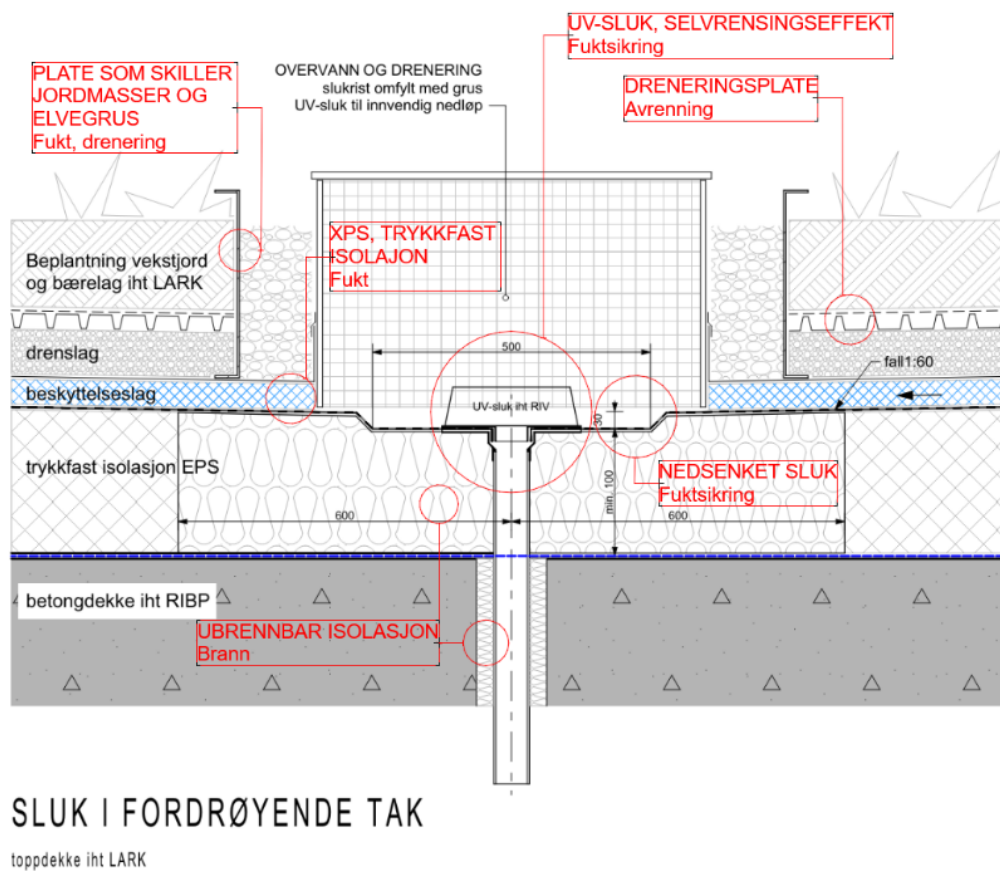 UV-SLUK, SELVRENSINGSEFFEKT
Fuktsikring
PLATE SOM SKILLER
JORDMASSER OG
ELVEGRUS
Fukt, drenering
OVERVANN OG DRENERING
slukrist omfylt med grus
UV-sluk til innvendig nedløp
DRENERINGSPLATE
Avrenning
XPS, TRYKKFAST
ISOLAJON
Fukt
Beplantning vekstjord
og bærelag iht LARK
drenslag
500
fall1:60
beskyttelseslag
UV-sluk iht RIV
30
trykkfast isolasjon EPS
NEDSENKET SLUK
Fuktsikring
min. 100
600
600
betongdekke iht RIBP
UBRENNBAR ISOLASJON
Brann
SLUK I FORDRØYENDE TAK
toppdekke iht LARK